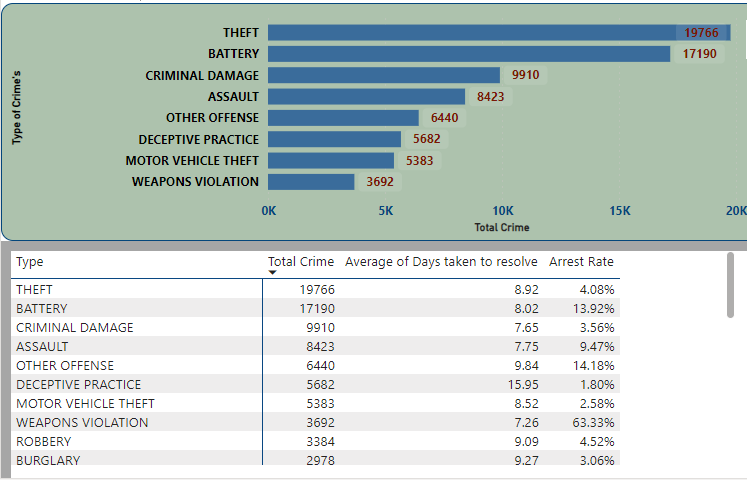 Type of Crime's
THEFT 19766
BATTERY 17190
CRIMINAL DAMAGE 9910
ASSAULT 8423
OTHER OFFENSE 6440
DECEPTIVE PRACTICE 5682
MOTOR VEHICLE THEFT 5383
WEAPONS VIOLATION 3692
0K 5K 10K 15K 20K
Total Crime
Type Total Crime Average of Days taken to resolve Arrest Rate
THEFT 19766 8.92 4.08%
BATTERY 17190 8.02 13.92%
CRIMINAL DAMAGE 9910 7.65 3.56%
ASSAULT 8423 7.75 9.47%
OTHER OFFENSE 6440 9.84 14.18%
DECEPTIVE PRACTICE 5682 15.95 1.80%
MOTOR VEHICLE THEFT 5383 8.52 2.58%
WEAPONS VIOLATION 3692 7.26 63.33%
ROBBERY 3384 9.09 4.52%
BURGLARY 2978 9.27 3.06%